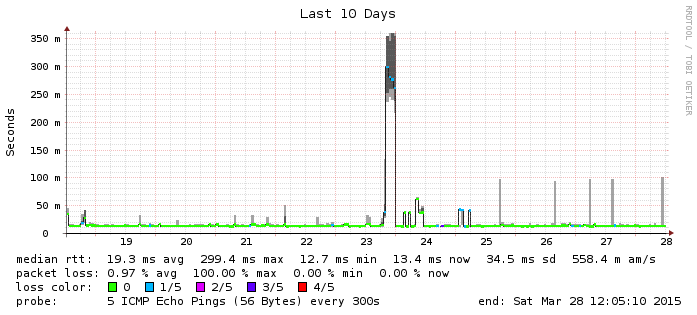 Last 10 Days
RRDTOOL / TOBI OETIKER
Seconds
350 m
300 m
250 m
200 m
150 m
100 m
50 m
0
19 20 21 22 23 24 25 26 27 28
median rtt: 19.3 ms avg 299.4 ms max 12.7 ms min 13.4 ms now 34.5 ms sd 558.4 m am/s
packet loss: 0.97 % avg 100.00 % max 0.00 % min 0.00 % now
loss color: 0 1/5 2/5 3/5 4/5
probe: 5 ICMP Echo Pings (56 Bytes) every 300s end: Sat Mar 28 12:05:10 2015